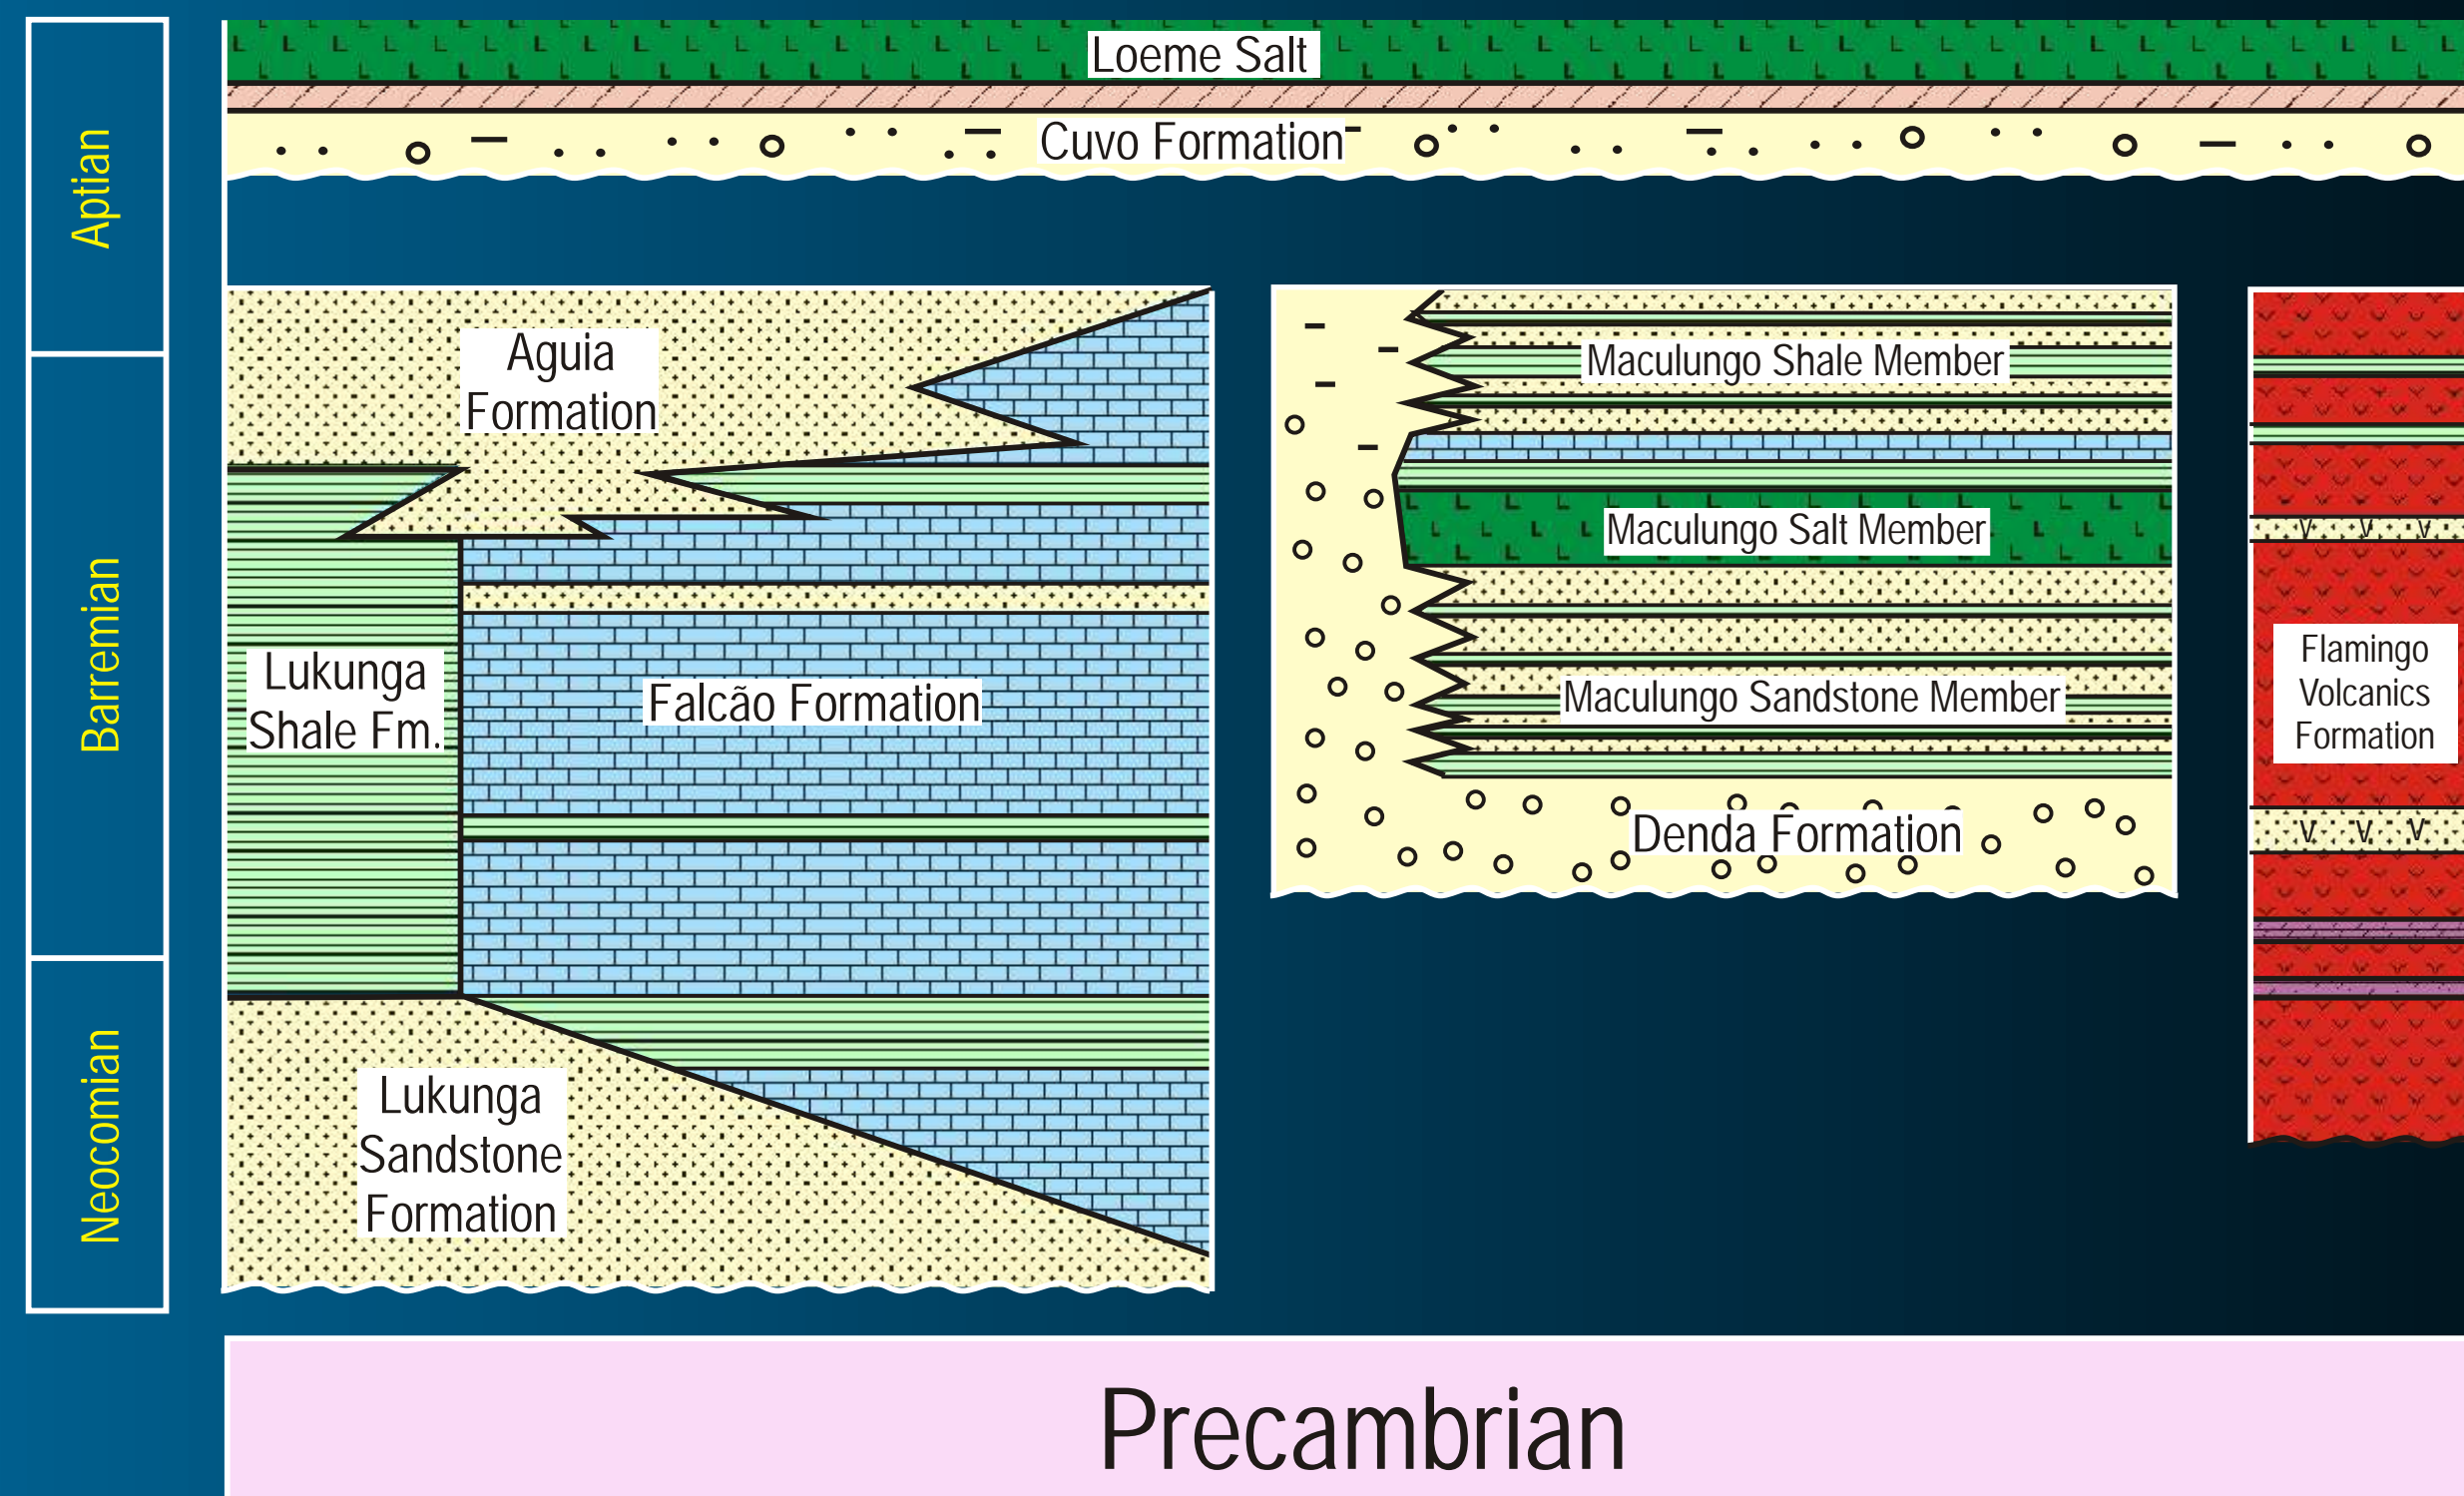 Loeme Salt
Cuvo Formation
Aptian
Barremian
Neocomian
Aguia
Formation
Lukunga
Shale Fm.
Falcão Formation
Lukunga
Sandstone
Formation
Maculungo Shale Member
Maculungo Salt Member
Maculungo Sandstone Member
Denda Formation
Flamingo
Volcanics
Formation
Precambrian